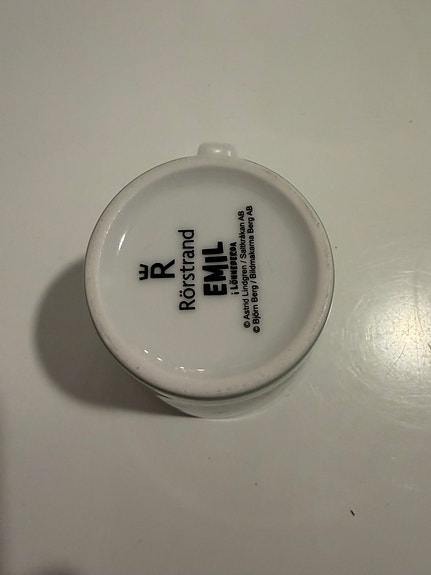 R
Rörstrand
EMIL
i LÖNNEBERGA
© Astrid Lindgren / Saltkråkan AB
© Björn Berg / Bildmakarna Berg AB